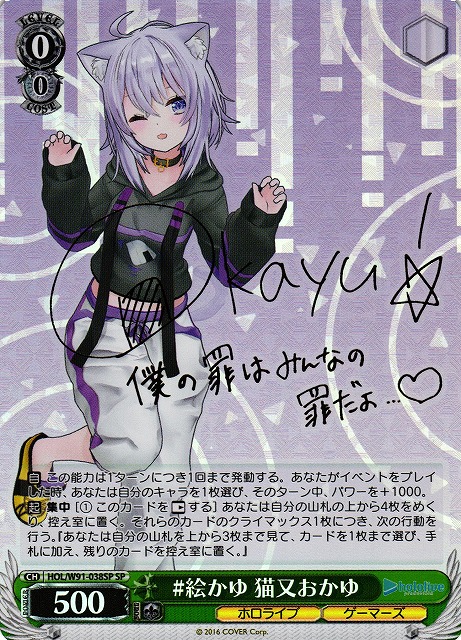 LEVEL
0
0
COST
Okayu!
僕の罪はみんなの
罪だよ…♡
自 この能力は1ターンにつき1回まで発動する。あなたがイベントをプレイ
した時、あなたは自分のキャラを1枚選び、そのターン中、パワーを+1000。
起 集中 [① このカードをする] あなたは自分の山札の上から4枚をめく
り、控え室に置く。それらのカードのクライマックス1枚につき、次の行動を
行う。『あなたは自分の山札を上から3枚まで見て、カードを1枚まで選び、手
札に加え、残りのカードを控え室に置く。』
CH HOL/W91-038SP SP
POWER
500
#絵かゆ 猫又おかゆ
hololive
production
ホロライブ
ゲーマーズ
© 2016 COVER Corp.